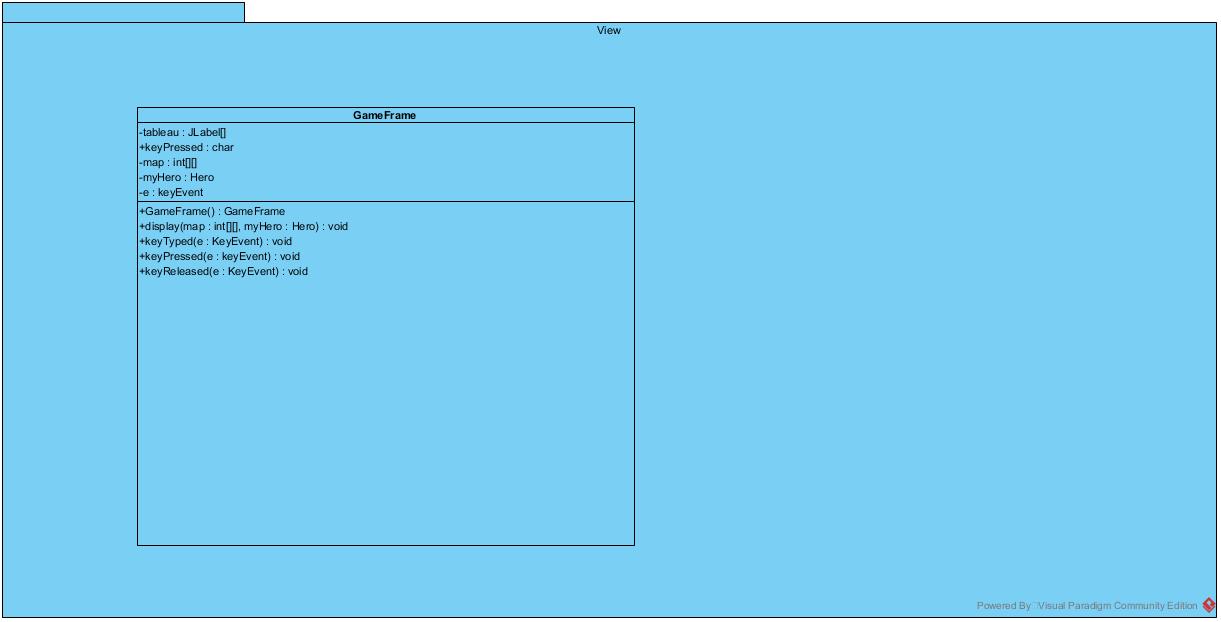 View
GameFrame
-tableau : JLabel[]
+keyPressed : char
-map : int[][]
-myHero : Hero
-e : keyEvent
+GameFrame() : GameFrame
+display(map : int[][], myHero : Hero) : void
+keyTyped(e : KeyEvent) : void
+keyPressed(e : keyEvent) : void
+keyReleased(e : KeyEvent) : void
Powered By Visual Paradigm Community Edition